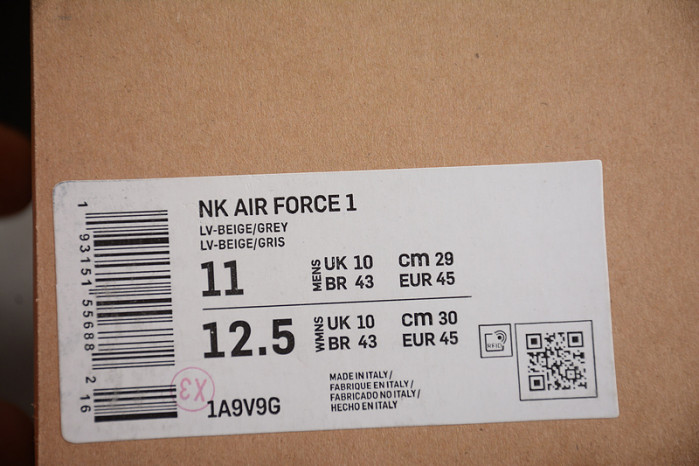 NK AIR FORCE 1
LV-BEIGE/GREY
LV-BEIGE/GRIS
11 MENS UK 10 cm 29
BR 43 EUR 45
12.5 WMNS UK 10 cm 30
BR 43 EUR 45
1A9V9G
MADE IN ITALY /
FABRIQUE EN ITALY /
FABRICADO NO ITALY /
HECHO EN ITALY
RFID
X3
1 93151 55688 2 16